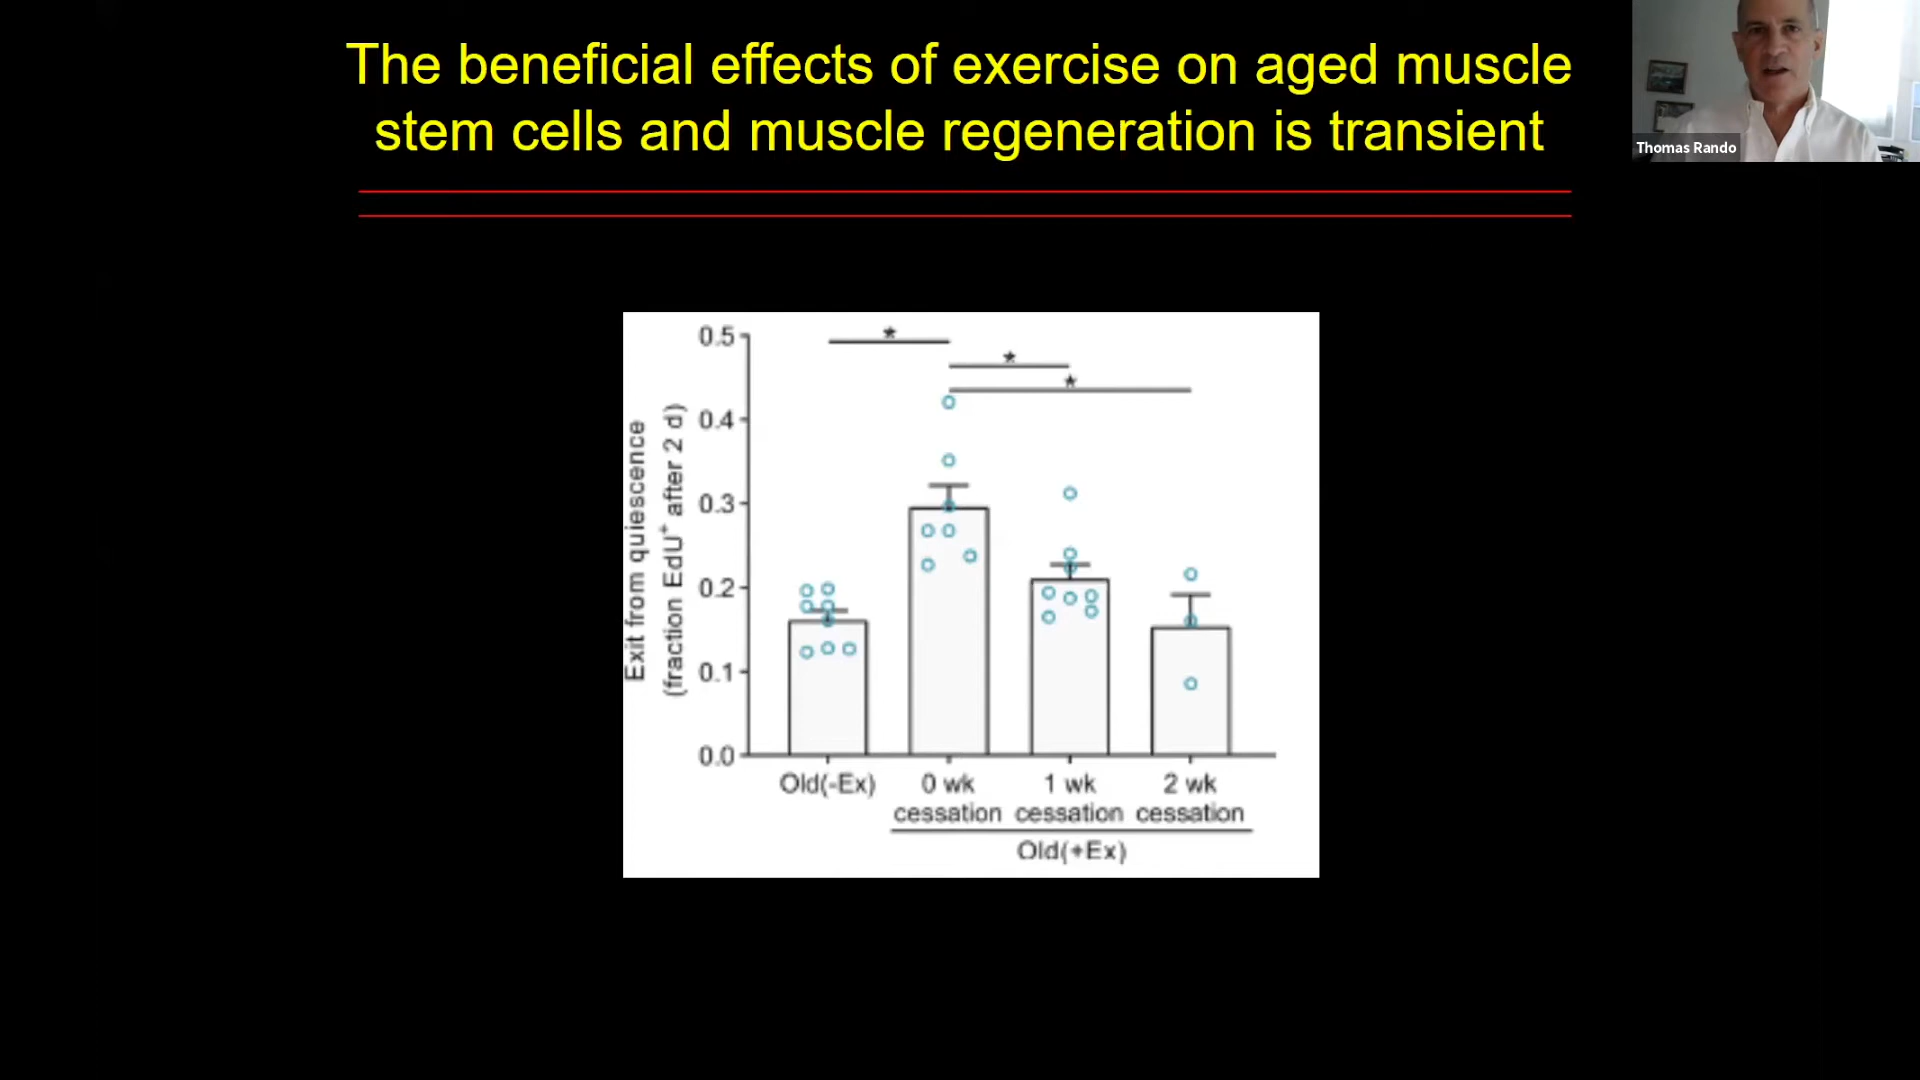 The beneficial effects of exercise on aged muscle
stem cells and muscle regeneration is transient
Thomas Rando
Exit from quiescence
(fraction EdU⁺ after 2 d)
0.5
0.4
0.3
0.2
0.1
0.0
*
*
*
Old(-Ex)
0 wk
cessation
1 wk
cessation
2 wk
cessation
Old(+Ex)